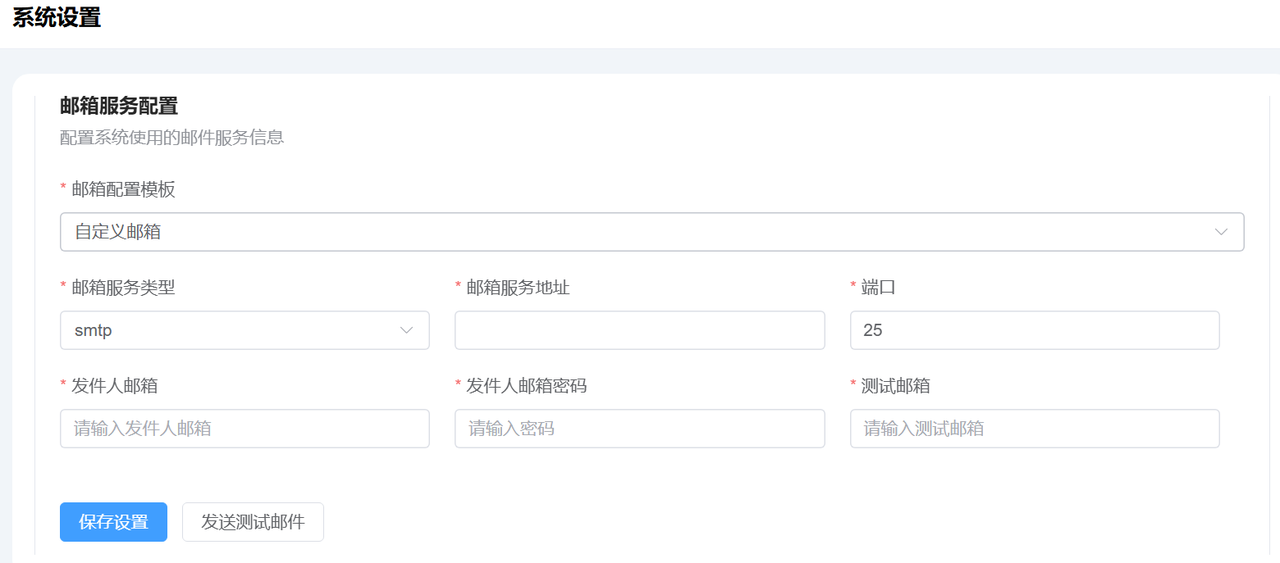 系统设置
邮箱服务配置
配置系统使用的邮件服务信息
* 邮箱配置模板
自定义邮箱
* 邮箱服务类型 * 邮箱服务地址 * 端口
smtp 25
* 发件人邮箱 * 发件人邮箱密码 * 测试邮箱
请输入发件人邮箱 请输入密码 请输入测试邮箱
保存设置 发送测试邮件